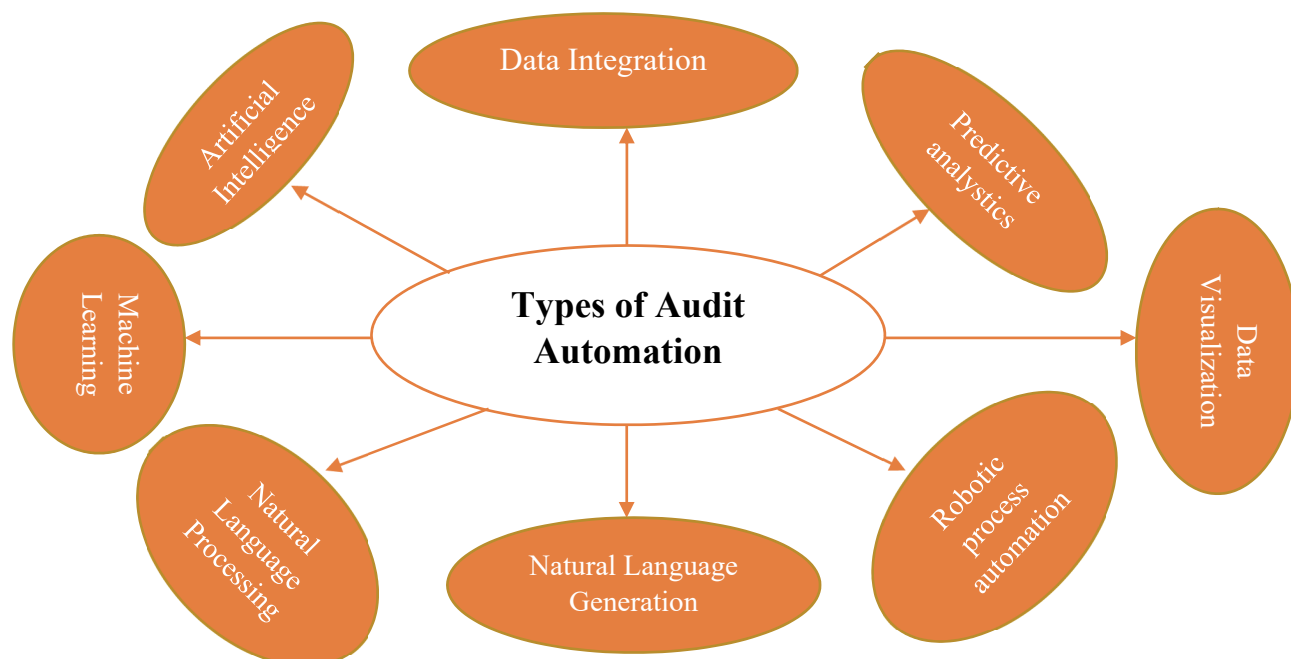 Data Integration
Artificial
Intelligence
Predictive
analystics
Types of Audit
Automation
Machine
Learning
Data
Visualization
Natural
Language
Processing
Natural Language
Generation
Robotic
process
automation